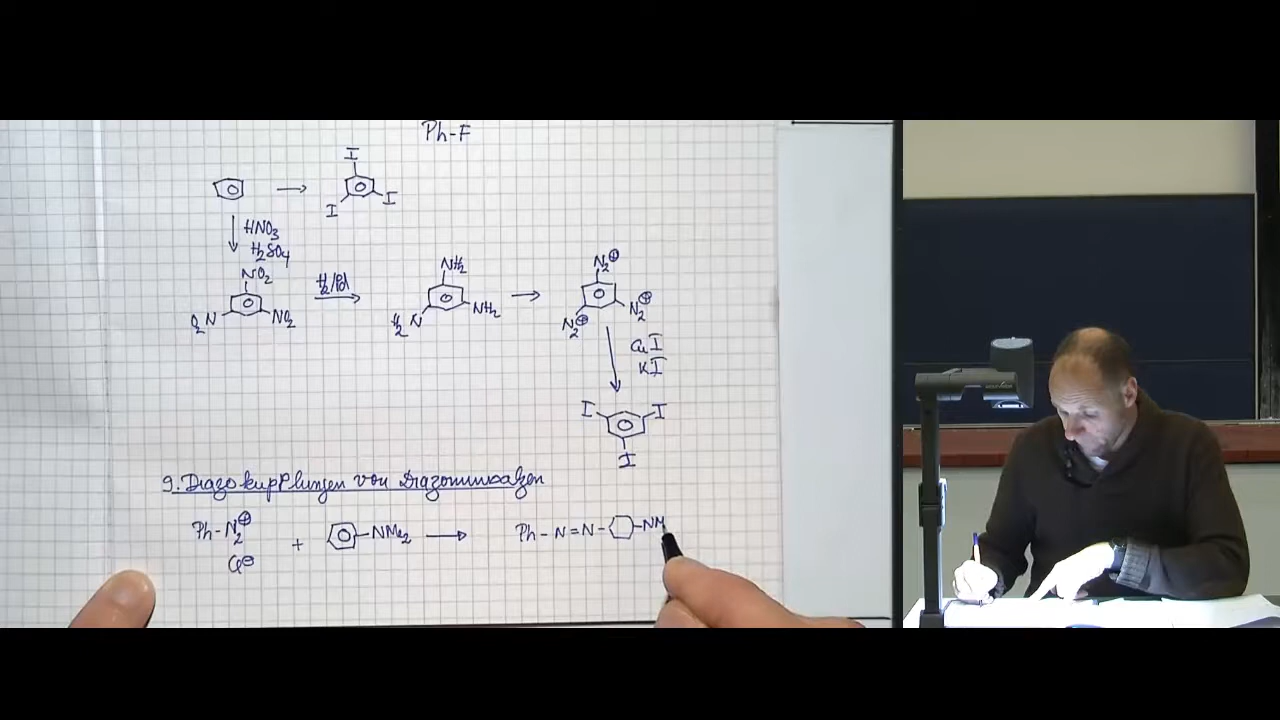 Ph-F
I
I
I
HNO3
H2SO4
NO2
O2N
NO2
H2/Pd
NH2
H2N
NH2
N2⊕
N2⊕
N2⊕
CuI
KI
I
I
I
9. Diazokupplungen von Diazoniumsalzen
Ph-N2⊕ + -NMe2 → Ph-N=N- -NM
Cl⊖